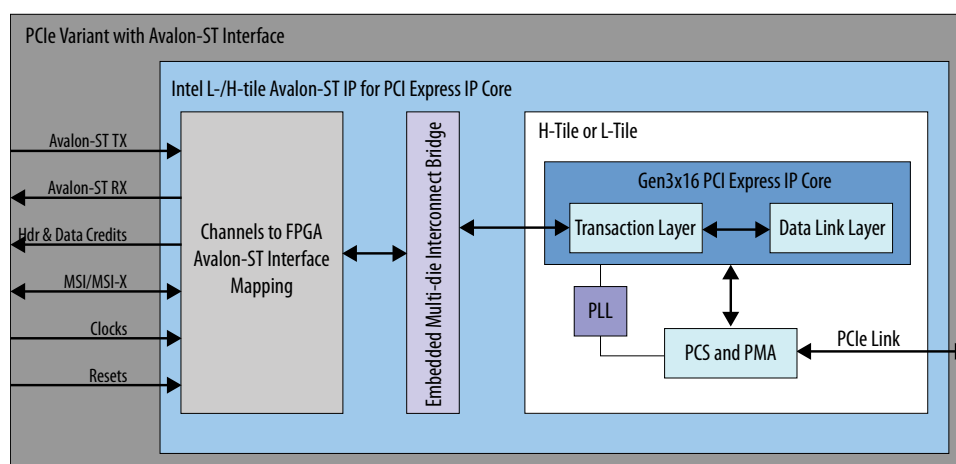 PCIe Variant with Avalon-ST Interface
Intel L-/H-tile Avalon-ST IP for PCI Express IP Core
Avalon-ST TX
Avalon-ST RX
Hdr & Data Credits
MSI/MSI-X
Clocks
Resets
Channels to FPGA
Avalon-ST Interface
Mapping
Embedded Multi-die Interconnect Bridge
H-Tile or L-Tile
Gen3x16 PCI Express IP Core
Transaction Layer
Data Link Layer
PLL
PCS and PMA
PCIe Link